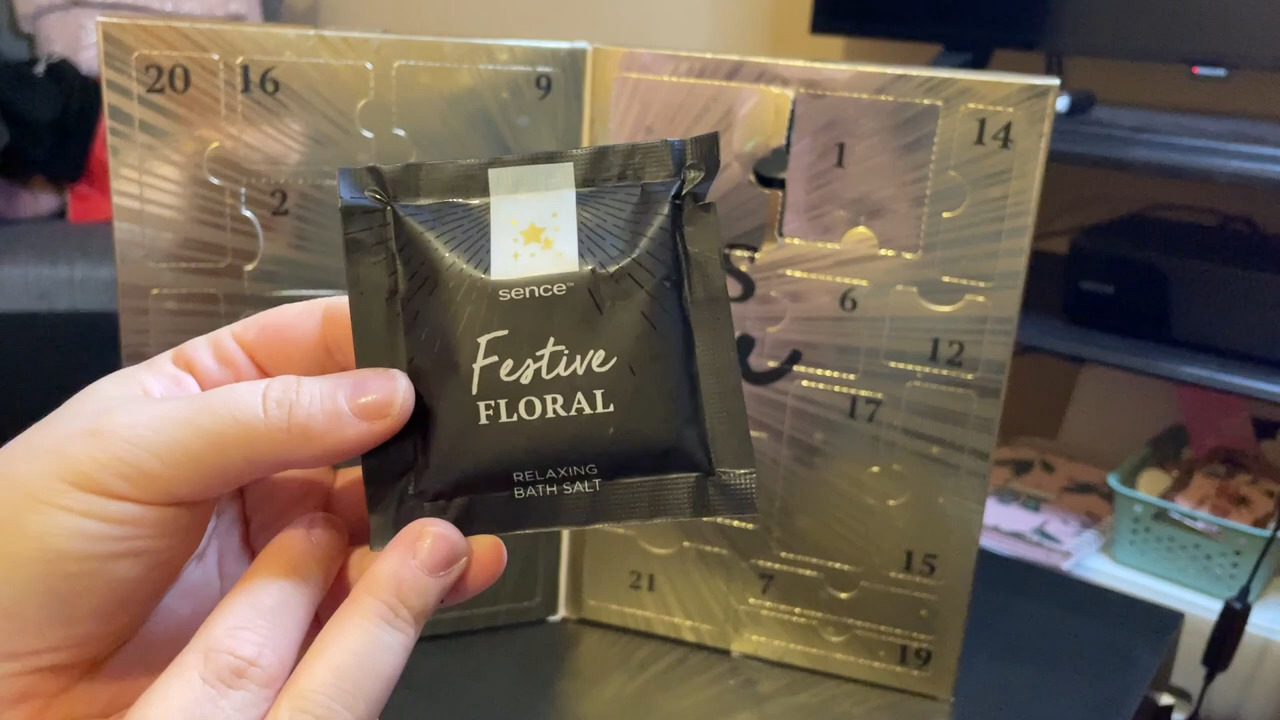 20
16
9
2
1
14
6
12
17
15
21
7
19
sence™
Festive
FLORAL
RELAXING
BATH SALT